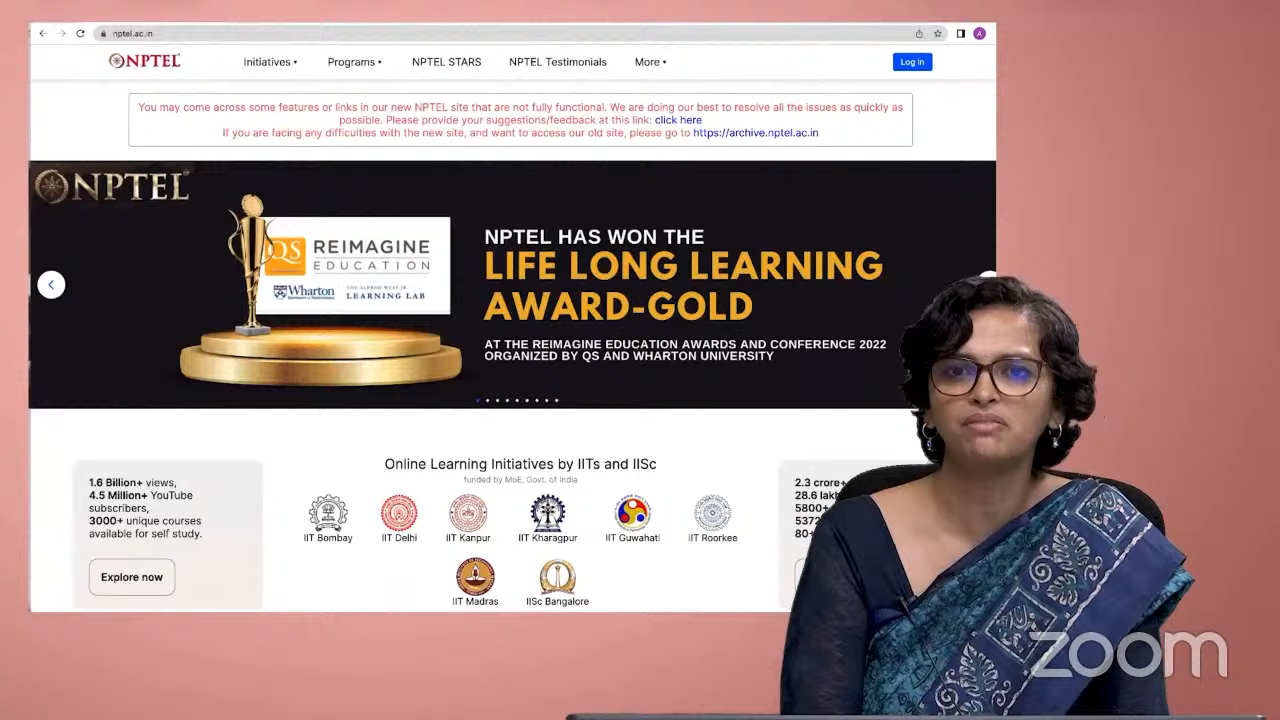 nptel.ac.in
A
NPTEL
Initiatives
Programs
NPTEL STARS
NPTEL Testimonials
More
Log in
You may come across some features or links in our new NPTEL site that are not fully functional. We are doing our best to resolve all the issues as quickly as
possible. Please provide your suggestions/feedback at this link: click here
If you are facing any difficulties with the new site, and want to access our old site, please go to https://archive.nptel.ac.in
NPTEL
QS REIMAGINE
EDUCATION
Wharton
LEARNING LAB
NPTEL HAS WON THE
LIFE LONG LEARNING
AWARD-GOLD
AT THE REIMAGINE EDUCATION AWARDS AND CONFERENCE 2022
ORGANIZED BY QS AND WHARTON UNIVERSITY
Online Learning Initiatives by IITs and IISc
funded by MoE, Govt. of India
1.6 Billion+ views,
4.5 Million+ YouTube
subscribers,
3000+ unique courses
available for self study.
Explore now
IIT Bombay
IIT Delhi
IIT Kanpur
IIT Kharagpur
IIT Guwahati
IIT Roorkee
IIT Madras
IISc Bangalore
2.3 crore+
28.6 lakh
5800+
5372
80+
zoom